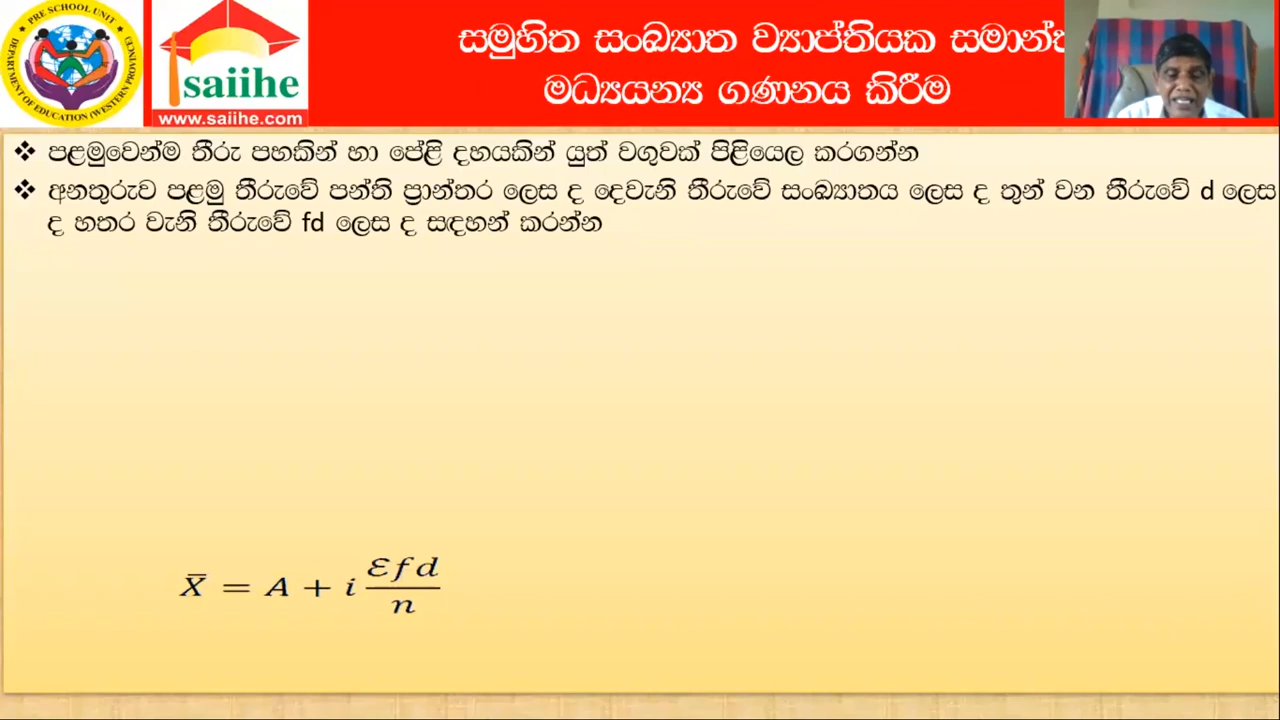 PRE SCHOOL UNIT
DEPARTMENT OF EDUCATION (WESTERN PROVINCE)
saiihe
www.saiihe.com
සමුහිත සංඛ්‍යාත ව්‍යාප්තියක
මධ්‍යයන්‍ය ගණනය කිරීම
❖ පළමුවෙන්ම තීරු පහකින් හා පේළි දහයකින් යුත් වගුවක් පිළියෙල කරගන්න
❖ අනතුරුව පළමු තීරුවේ පන්ති ප්‍රාන්තර ලෙස ද දෙවැනි තීරුවේ සංඛ්‍යාතය ලෙස ද තුන් වන තීරුවේ d ලෙස
ද හතර වැනි තීරුවේ fd ලෙස ද සඳහන් කරන්න
X̅ = A + i Ɛfd/n